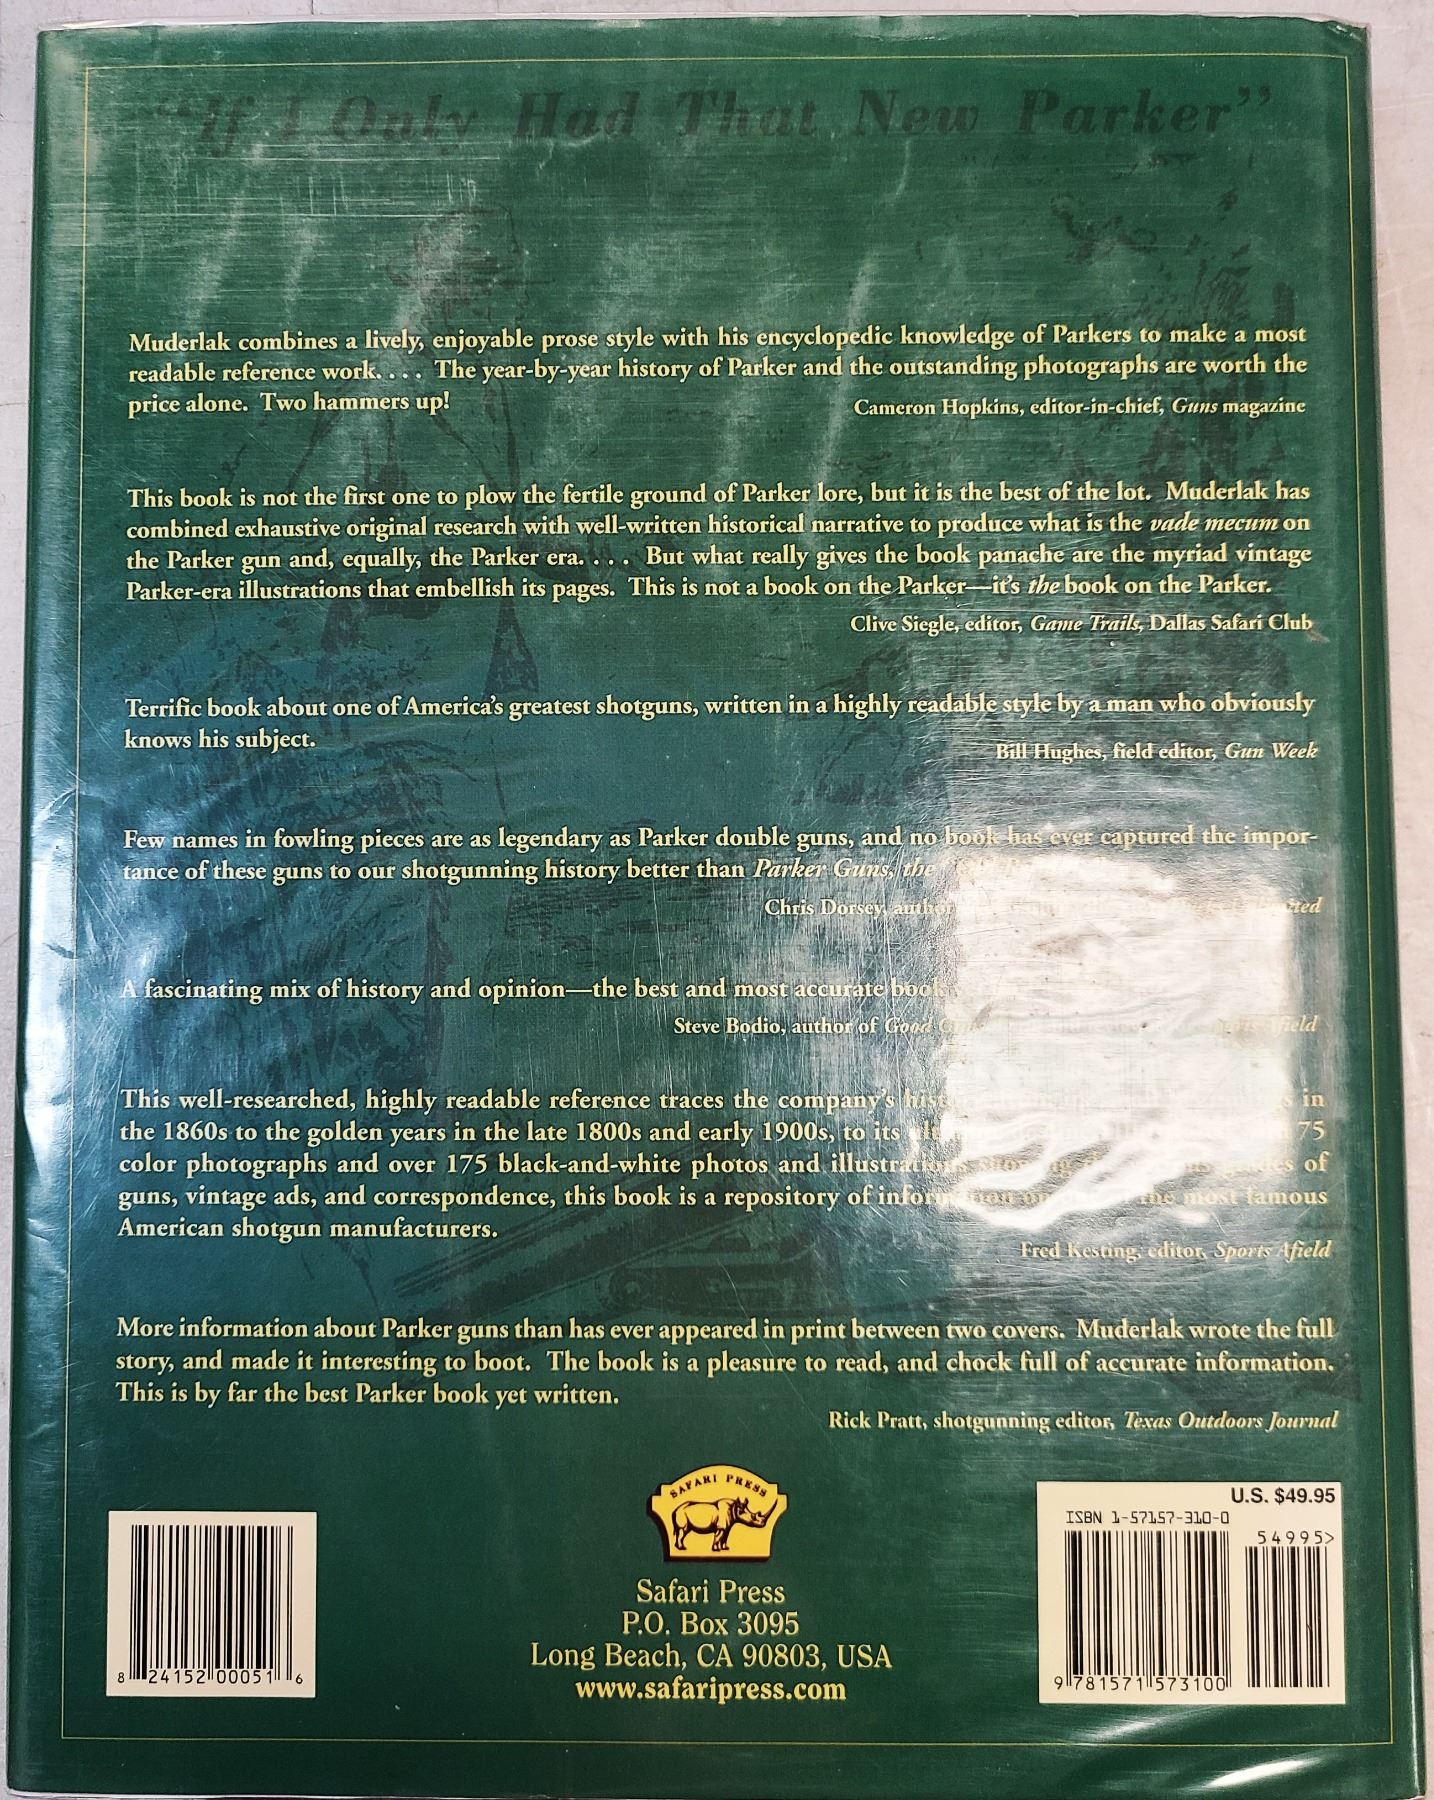 “If I Only Had That New Parker”
Muderlak combines a lively, enjoyable prose style with his encyclopedic knowledge of Parkers to make a most
readable reference work. . . . The year-by-year history of Parker and the outstanding photographs are worth the
price alone. Two hammers up!
Cameron Hopkins, editor-in-chief, Guns magazine
This book is not the first one to plow the fertile ground of Parker lore, but it is the best of the lot. Muderlak has
combined exhaustive original research with well-written historical narrative to produce what is the vade mecum on
the Parker gun and, equally, the Parker era. . . . But what really gives the book panache are the myriad vintage
Parker-era illustrations that embellish its pages. This is not a book on the Parker—it’s the book on the Parker.
Clive Siegle, editor, Game Trails, Dallas Safari Club
Terrific book about one of America’s greatest shotguns, written in a highly readable style by a man who obviously
knows his subject.
Bill Hughes, field editor, Gun Week
Few names in fowling pieces are as legendary as Parker double guns, and no book has ever captured the impor-
tance of these guns to our shotgunning history better than Parker Guns, the
Chris Dorsey, author
A fascinating mix of history and opinion—the best and most accurate book
Steve Bodio, author of Good
This well-researched, highly readable reference traces the company’s in
the 1860s to the golden years in the late 1800s and early 1900s, to its 75
color photographs and over 175 black-and-white photos and illustrations of
guns, vintage ads, and correspondence, this book is a repository of information the most famous
American shotgun manufacturers.
Fred Kesting, editor, Sports Afield
More information about Parker guns than has ever appeared in print between two covers. Muderlak wrote the full
story, and made it interesting to boot. The book is a pleasure to read, and chock full of accurate information.
This is by far the best Parker book yet written.
Rick Pratt, shotgunning editor, Texas Outdoors Journal
SAFARI PRESS
Safari Press
P.O. Box 3095
Long Beach, CA 90803, USA
www.safaripress.com
8 24152 00051 6
U.S. $49.95
ISBN 1-57157-310-0
54995>
9 781571 573100